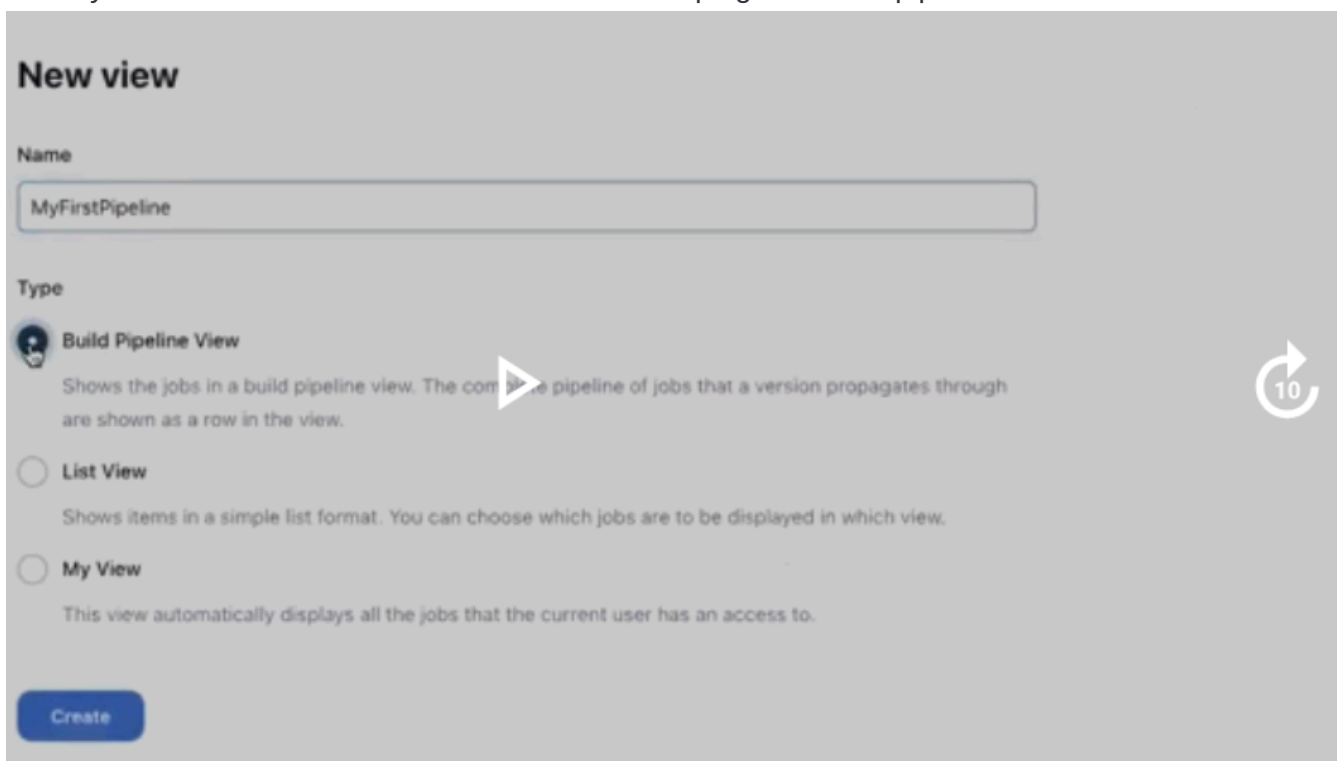 New view
Name
MyFirstPipeline
Type
Build Pipeline View
Shows the jobs in a build pipeline view. The complete pipeline of jobs that a version propagates through
are shown as a row in the view.
List View
Shows items in a simple list format. You can choose which jobs are to be displayed in which view.
My View
This view automatically displays all the jobs that the current user has an access to.
10
Create